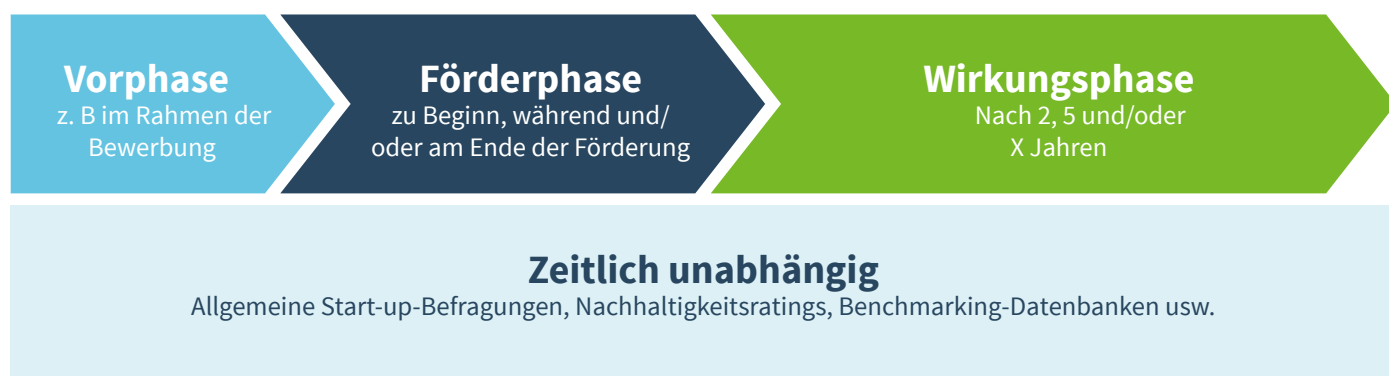 Vorphase
z. B im Rahmen der
Bewerbung
Förderphase
zu Beginn, während und/
oder am Ende der Förderung
Wirkungsphase
Nach 2, 5 und/oder
X Jahren
Zeitlich unabhängig
Allgemeine Start-up-Befragungen, Nachhaltigkeitsratings, Benchmarking-Datenbanken usw.